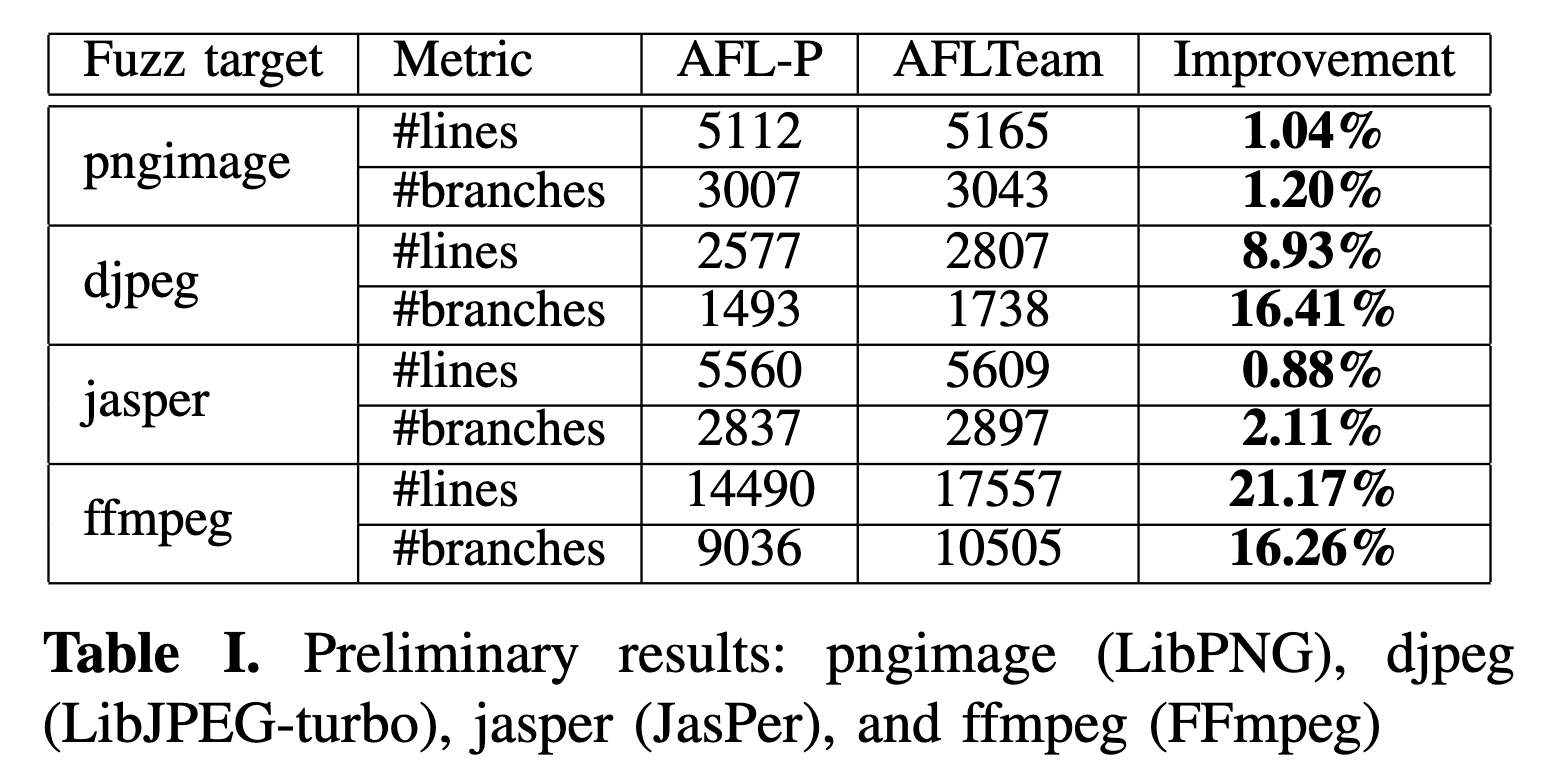 Fuzz target Metric AFL-P AFLTeam Improvement
pngimage #lines 5112 5165 1.04%
#branches 3007 3043 1.20%
djpeg #lines 2577 2807 8.93%
#branches 1493 1738 16.41%
jasper #lines 5560 5609 0.88%
#branches 2837 2897 2.11%
ffmpeg #lines 14490 17557 21.17%
#branches 9036 10505 16.26%
Table I. Preliminary results: pngimage (LibPNG), djpeg
(LibJPEG-turbo), jasper (JasPer), and ffmpeg (FFmpeg)